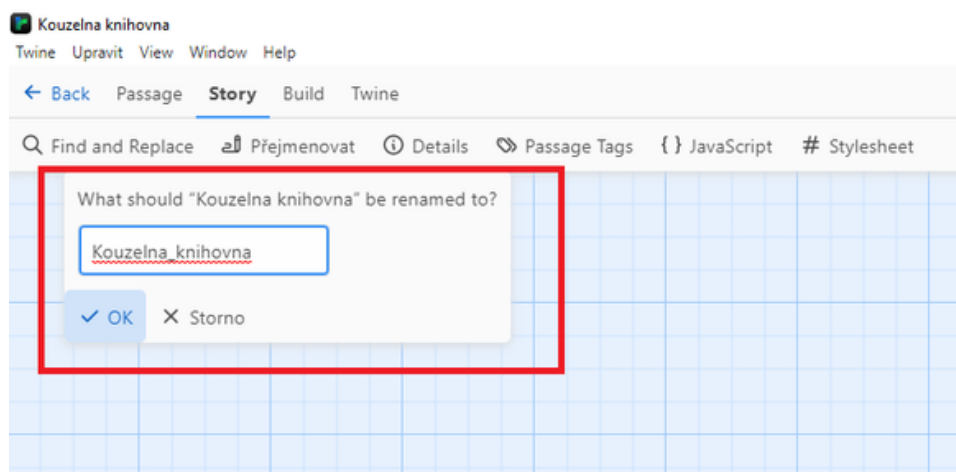 Kouzelna knihovna
Twine Upravit View Window Help
← Back Passage Story Build Twine
Find and Replace Přejmenovat Details Passage Tags { } JavaScript # Stylesheet
What should “Kouzelna knihovna” be renamed to?
Kouzelna_knihovna
OK Storno